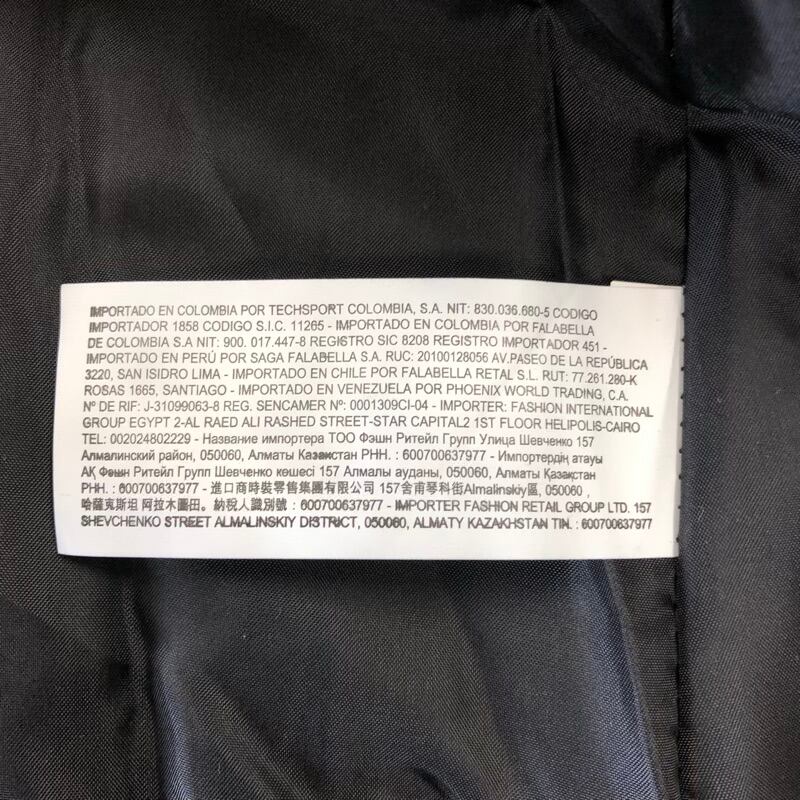 IMPORTADO EN COLOMBIA POR TECHSPORT COLOMBIA, S.A. NIT: 830.036.680-5 CODIGO
IMPORTADOR 1858 CODIGO S.I.C. 11265 - IMPORTADO EN COLOMBIA POR FALABELLA
DE COLOMBIA S.A NIT: 900. 017.447-8 REGISTRO SIC 8208 REGISTRO IMPORTADOR 451 -
IMPORTADO EN PERÚ POR SAGA FALABELLA S.A. RUC: 20100128056 AV.PASEO DE LA REPÚBLICA
3220, SAN ISIDRO LIMA - IMPORTADO EN CHILE POR FALABELLA RETAL S.L. RUT: 77.261.280-K
ROSAS 1665, SANTIAGO - IMPORTADO EN VENEZUELA POR PHOENIX WORLD TRADING, C.A.
Nº DE RIF: J-31099063-8 REG. SENCAMER Nº: 0001309CI-04 - IMPORTER: FASHION INTERNATIONAL
GROUP EGYPT 2-AL RAED ALI RASHED STREET-STAR CAPITAL2 1ST FLOOR HELIPOLIS-CAIRO
TEL: 002024802229 - Название импортера ТОО Фэшн Ритейл Групп Улица Шевченко 157
Алмалинский район, 050060, Алматы Казакстан РНН. : 600700637977 - Импортердің атауы
АҚ Фешн Ритейл Групп Шевченко көшесі 157 Алмалы ауданы, 050060, Алматы Қазақстан
РНН. : 600700637977 - 進口商時裝零售集團有限公司 157舍甫琴科街Almalinskiy區, 050060 ,
哈薩克斯坦 阿拉木圖田。納稅人識別號 : 600700637977 - IMPORTER FASHION RETAIL GROUP LTD. 157
SHEVCHENKO STREET ALMALINSKIY DISTRICT, 050060, ALMATY KAZAKHSTAN TIN. : 600700637977